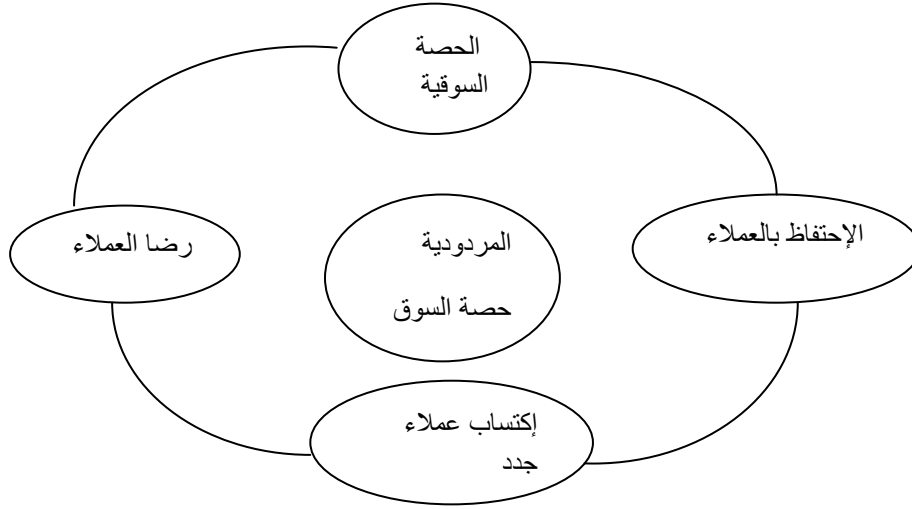 الحصة
السوقية
الإحتفاظ بالعملاء
رضا العملاء
المردودية
حصة السوق
إكتساب عملاء
جدد